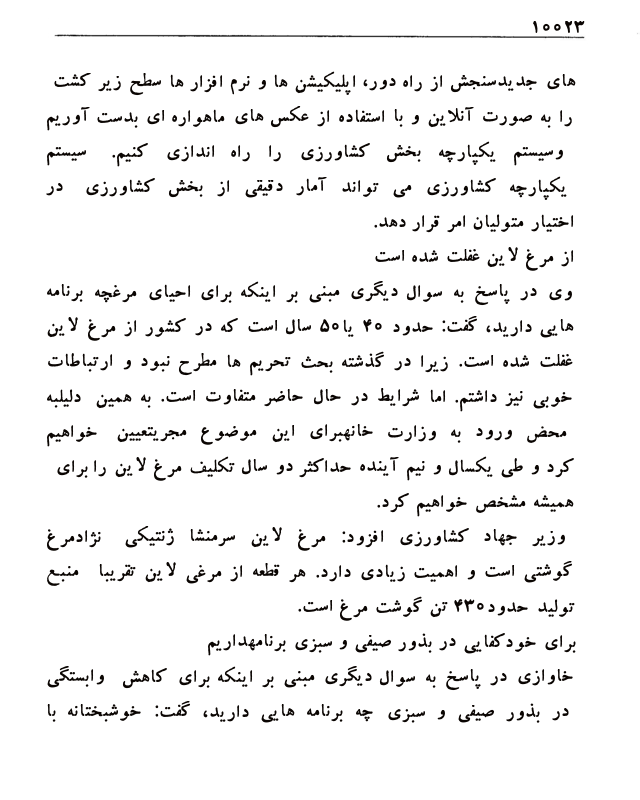 ۱۰۰۲۳
های جدیدسنجش از راه دور، اپلیکیشن ها و نرم افزار ها سطح زیر کشت
را به صورت آنلاین و با استفاده از عکس های ماهواره ای بدست آوریم
وسیستم یکپارچه بخش کشاورزی را راه اندازی کنیم. سیستم
یکپارچه کشاورزی می تواند آمار دقیقی از بخش کشاورزی در
اختیار متولیان امر قرار دهد.
از مرغ لاین غفلت شده است
وی در پاسخ به سوال دیگری مبنی بر اینکه برای احیای مرغچه برنامه
هایی دارید، گفت: حدود ۴۰ یا۵۰ سال است که در کشور از مرغ لاین
غفلت شده است. زیرا در گذشته بحث تحریم ها مطرح نبود و ارتباطات
خوبی نیز داشتم. اما شرایط در حال حاضر متفاوت است. به همین دلیلبه
محض ورود به وزارت خانهبرای این موضوع مجریتعیین خواهیم
کرد و طی یکسال و نیم آینده حداکثر دو سال تکلیف مرغ لاین رابرای
همیشه مشخص خواهیم کرد.
وزیر جهاد کشاورزی افزود: مرغ لاین سرمنشا ژنتیکی نژادمرغ
گوشتی است و اهمیت زیادی دارد. هر قطعه از مرغی لاین تقریبا منبع
تولید حدود۴۳۰ تن گوشت مرغ است.
برای خودکفایی در بذور صیفی و سبزی برنامهداریم
خاوازی در پاسخ به سوال دیگری مبنی بر اینکه برای کاهش وابستگی
در بذور صیفی و سبزی چه برنامه هایی دارید، گفت: خوشبختانه با